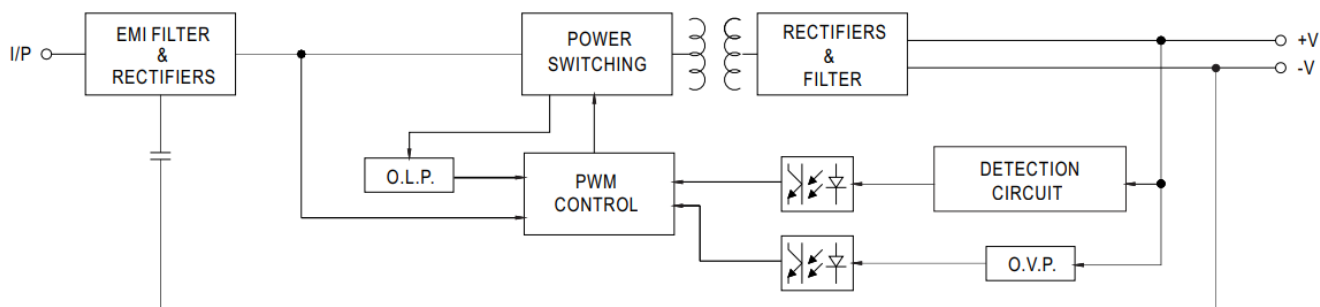 I/P
EMI FILTER
&
RECTIFIERS
POWER
SWITCHING
RECTIFIERS
&
FILTER
+V
-V
O.L.P.
PWM
CONTROL
DETECTION
CIRCUIT
O.V.P.